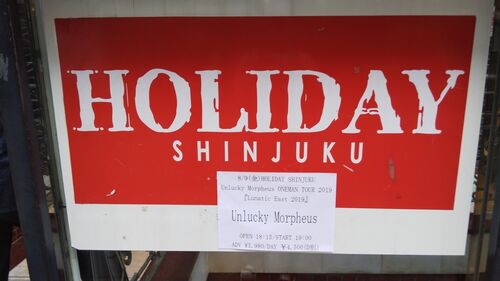 HOLIDAY
SHINJUKU
8/9(金)HOLIDAY SHINJUKU
Unlucky Morpheus ONEMAN TOUR 2019
『Lunatic East 2019』
Unlucky Morpheus
OPEN 18:15/START 19:00
ADV ¥3,980/DAY ¥4,500(D別)